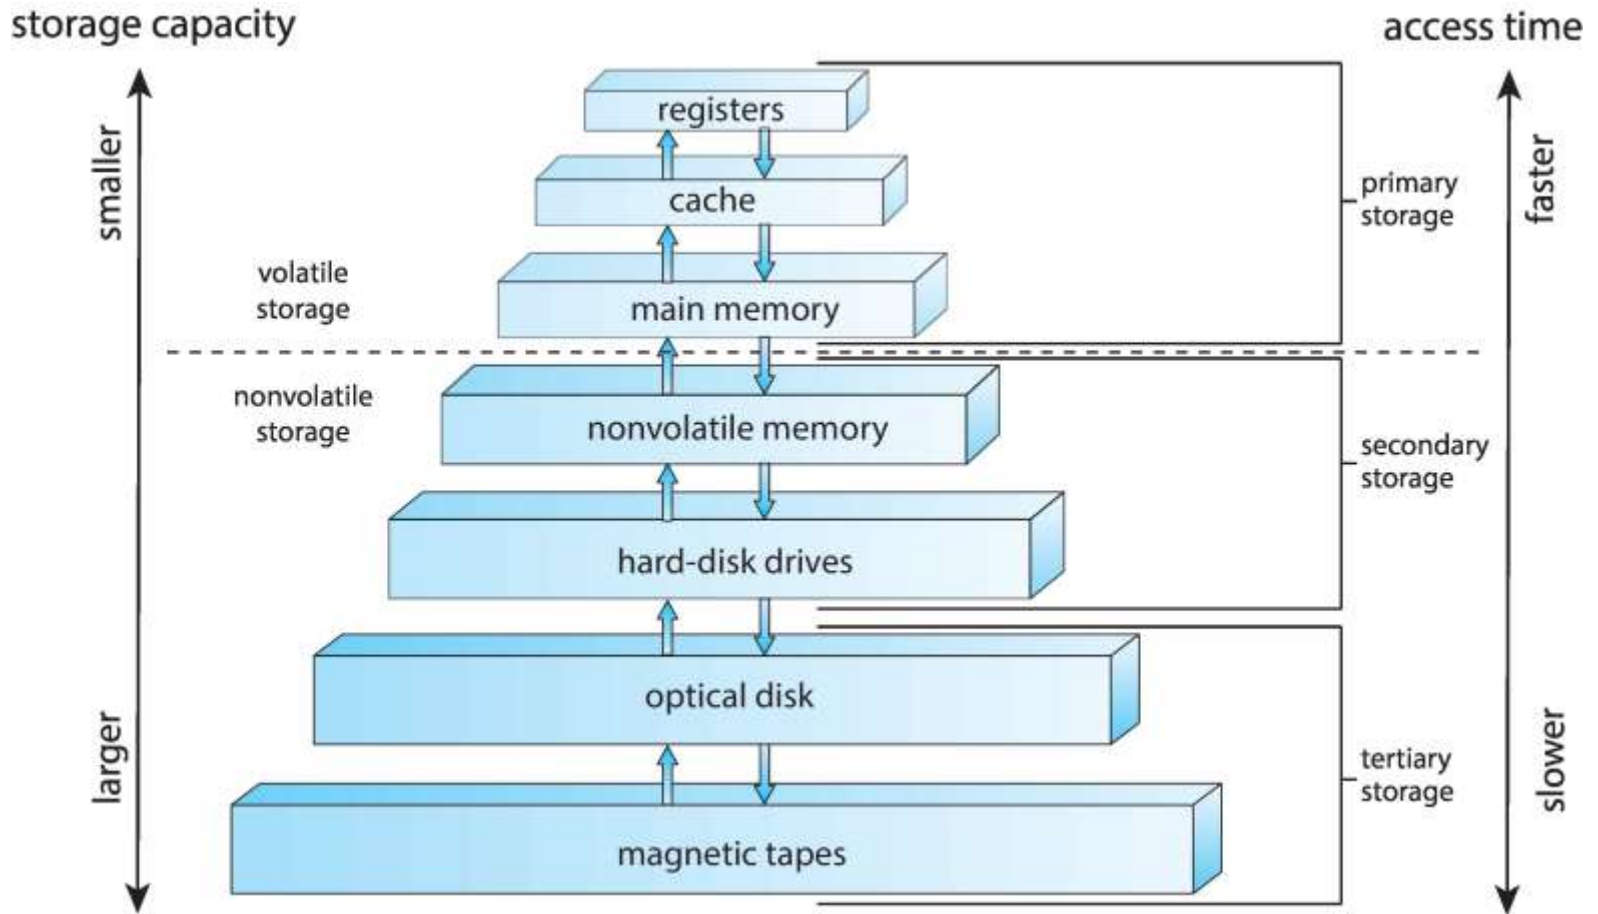 storage capacity
access time
registers
smaller
faster
primary
storage
cache
volatile
storage
main memory
nonvolatile
storage
nonvolatile memory
secondary
storage
hard-disk drives
optical disk
larger
slower
tertiary
storage
magnetic tapes